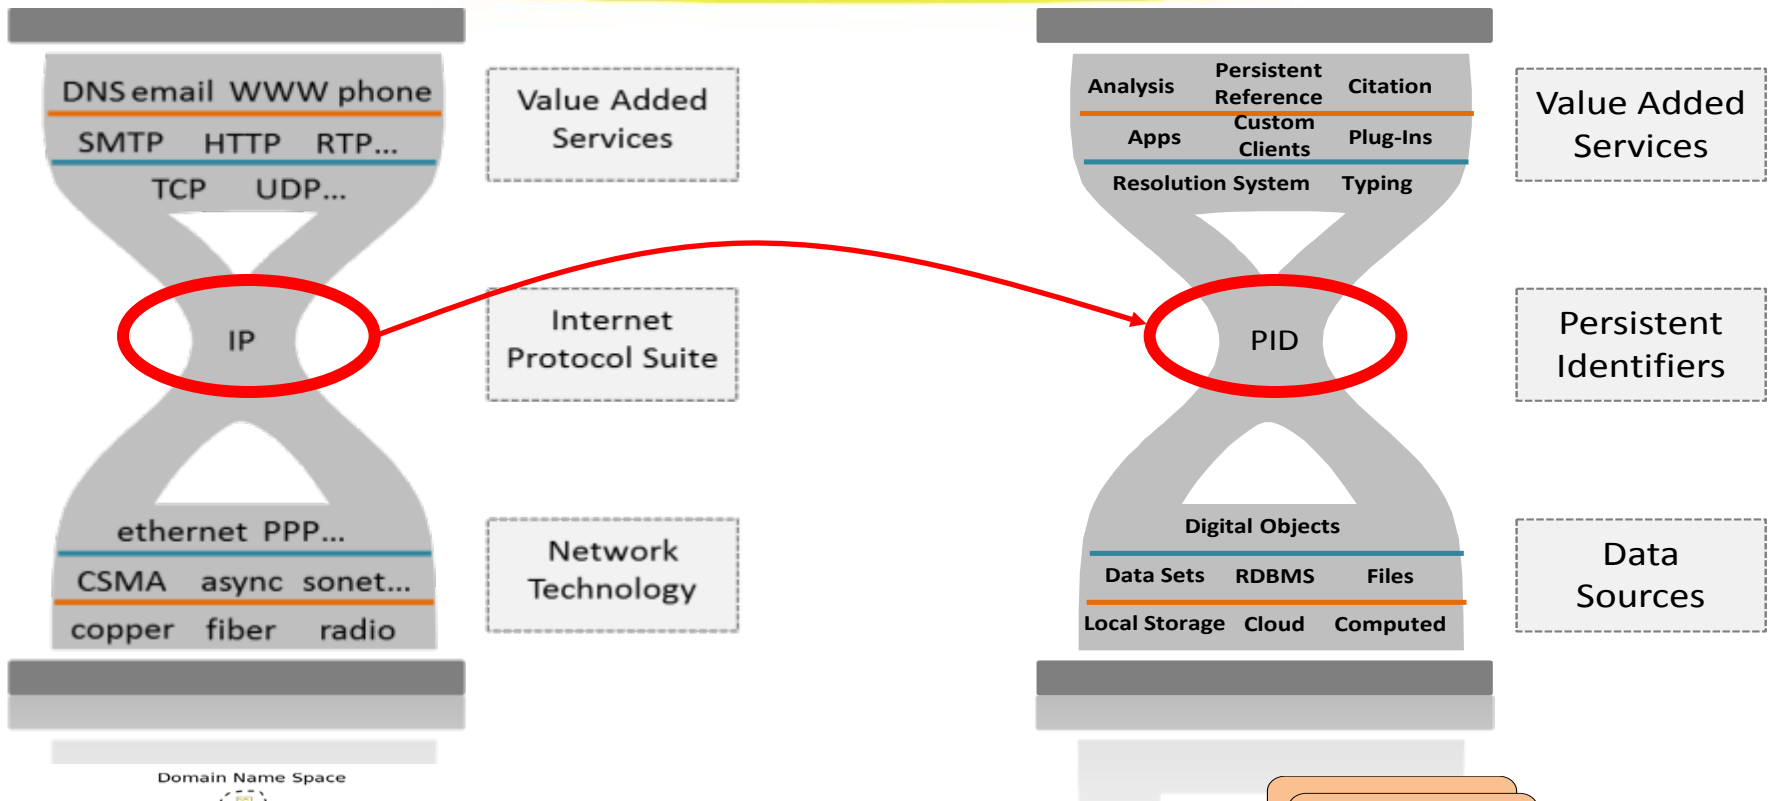 DNS email WWW phone
SMTP HTTP RTP...
TCP UDP...
IP
ethernet PPP...
CSMA async sonet...
copper fiber radio
Value Added
Services
Internet
Protocol Suite
Network
Technology
Analysis Persistent Reference Citation
Apps Custom Clients Plug-Ins
Resolution System Typing
PID
Digital Objects
Data Sets RDBMS Files
Local Storage Cloud Computed
Value Added
Services
Persistent
Identifiers
Data
Sources
Domain Name Space